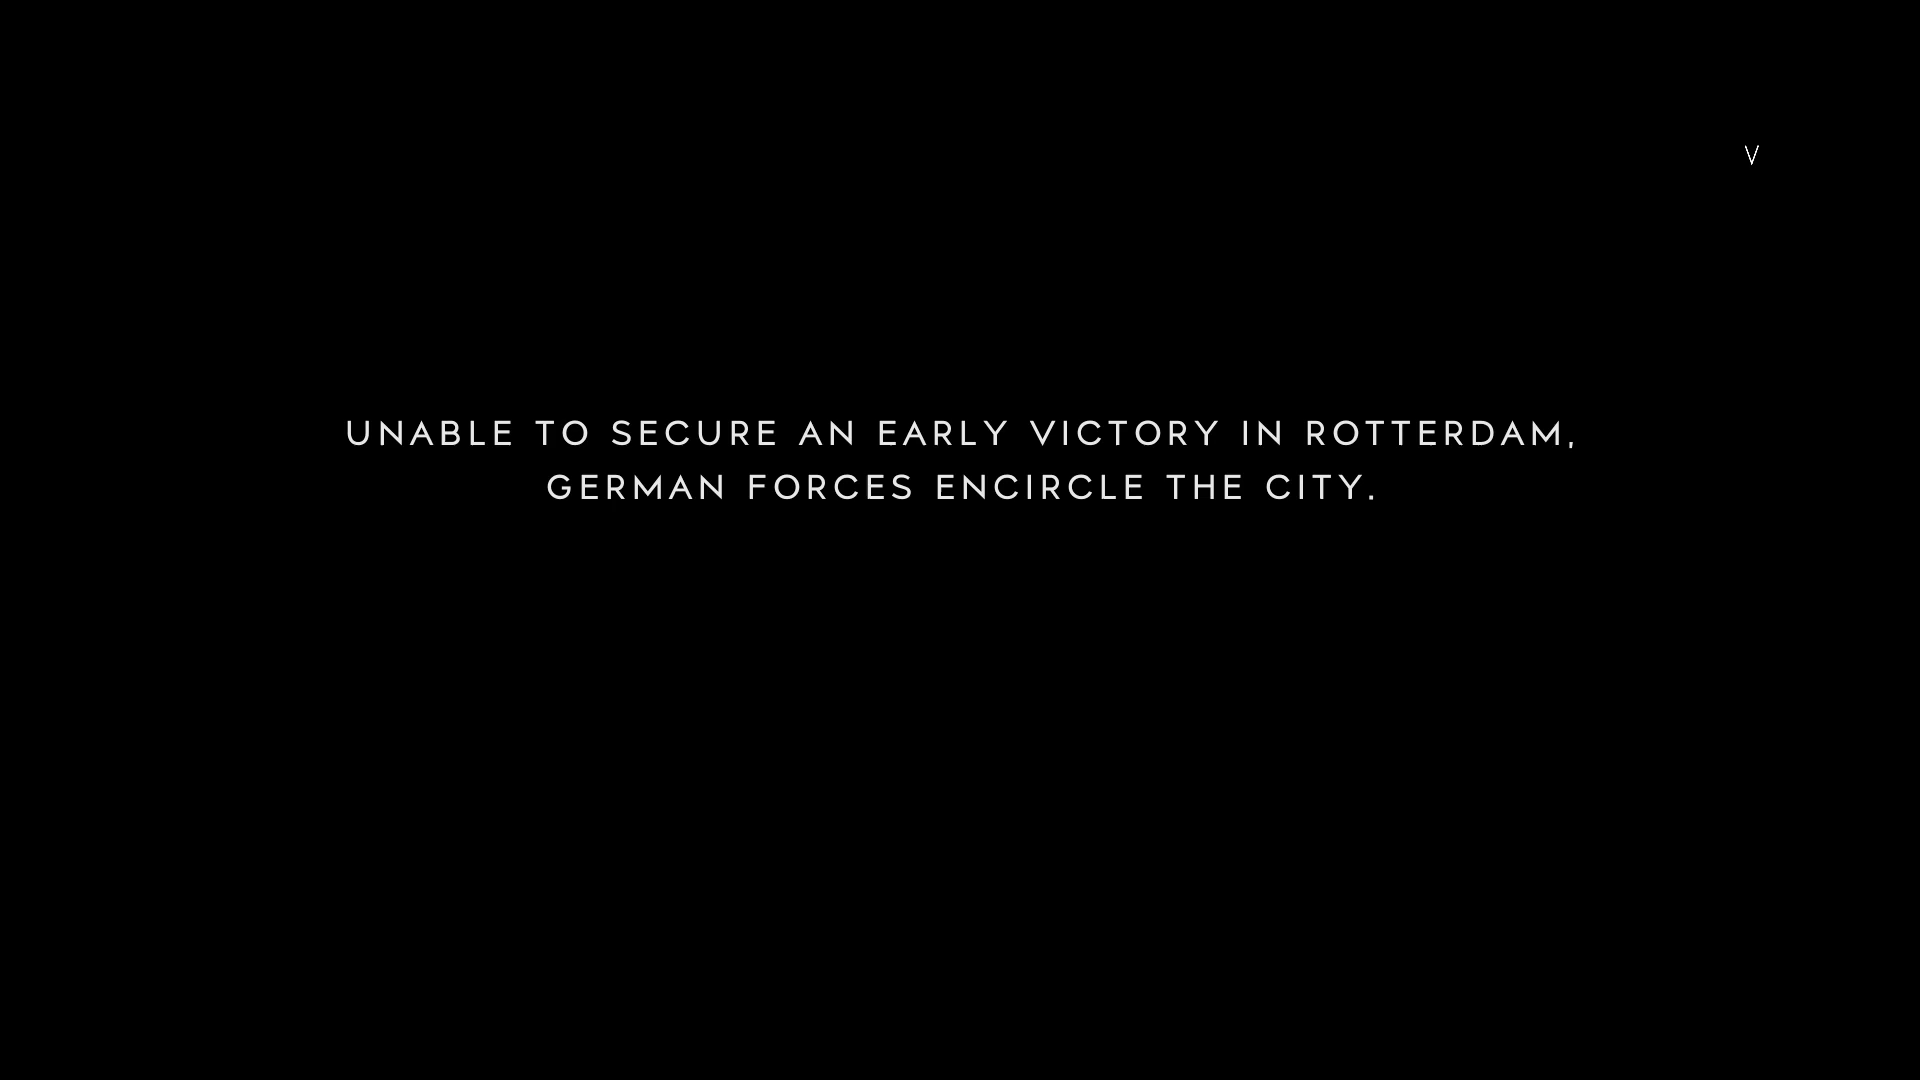 V
UNABLE TO SECURE AN EARLY VICTORY IN ROTTERDAM,
GERMAN FORCES ENCIRCLE THE CITY.